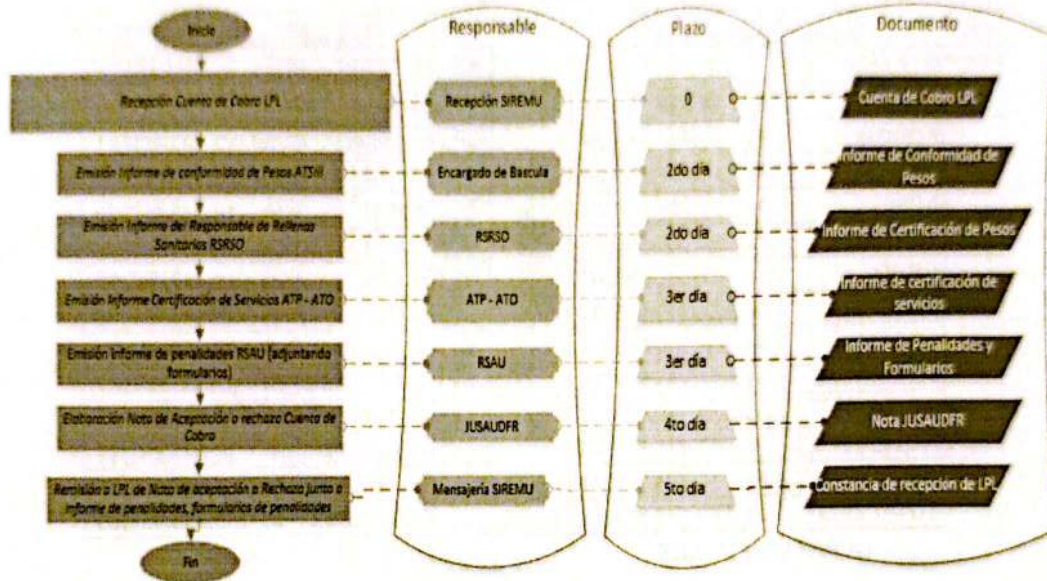 Inicio
Responsable
Plazo
Documento
Recepción Cuenta de Cobro LPL
Recepción SIREMU
0
Cuenta de Cobro LPL
Emisión Informe de conformidad de Pesos ATSIII
Encargado de Bascula
2do día
Informe de Conformidad de
Pesos
Emisión Informe del Responsable de Rellenos
Sanitarios RSRSO
RSRSO
2do día
Informe de Certificación de Pesos
Emisión Informe Certificación de Servicios ATP - ATO
ATP - ATO
3er día
Informe de certificación de
servicios
Emisión informe de penalidades RSAU (adjuntando
formularios)
RSAU
3er día
Informe de Penalidades y
Formularios
Elaboración Nota de Aceptación o rechazo Cuenta de
Cobro
JUSAUDFR
4to día
Nota JUSAUDFR
Remisión a LPL de Nota de aceptación o Rechazo junto a
informe de penalidades, formularios de penalidades
Mensajería SIREMU
5to día
Constancia de recepción de LPL
Fin